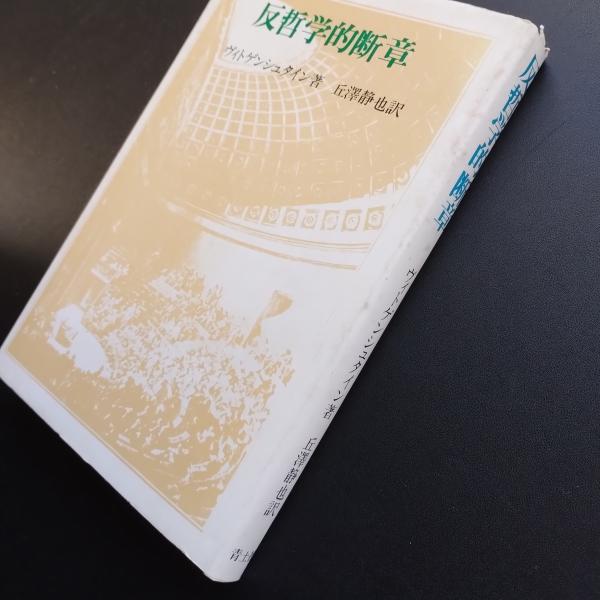 反哲学的断章
ヴィトゲンシュタイン著 丘澤静也訳
反哲学的断章
ヴィトゲンシュタイン著 丘澤静也訳
青土